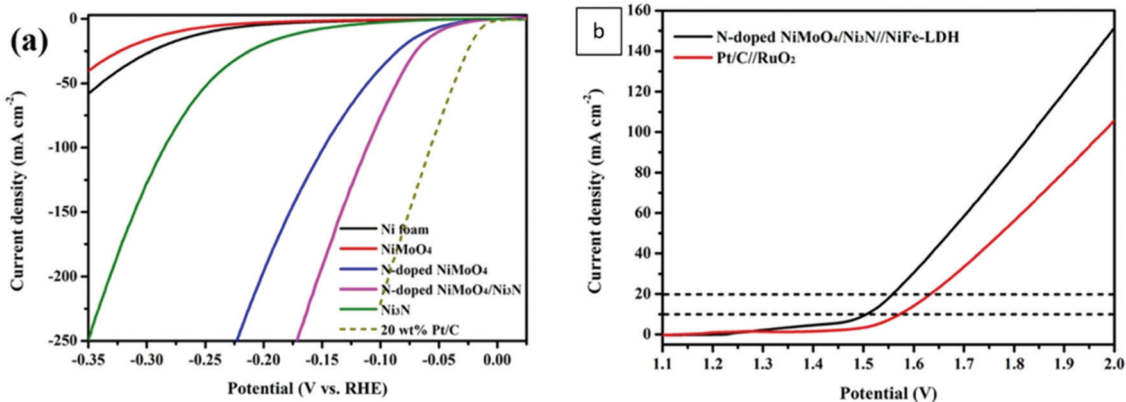 (a)
0
-50
-100
-150
-200
-250
Current density (mA cm⁻²)
-0.35
-0.30
-0.25
-0.20
-0.15
-0.10
-0.05
0.00
Potential (V vs. RHE)
Ni foam
NiMoO₄
N-doped NiMoO₄
N-doped NiMoO₄/Ni₃N
Ni₃N
20 wt% Pt/C
b
160
140
120
100
80
60
40
20
0
Current density (mA cm⁻²)
1.1
1.2
1.3
1.4
1.5
1.6
1.7
1.8
1.9
2.0
Potential (V)
N-doped NiMoO₄/Ni₃N//NiFe-LDH
Pt/C//RuO₂